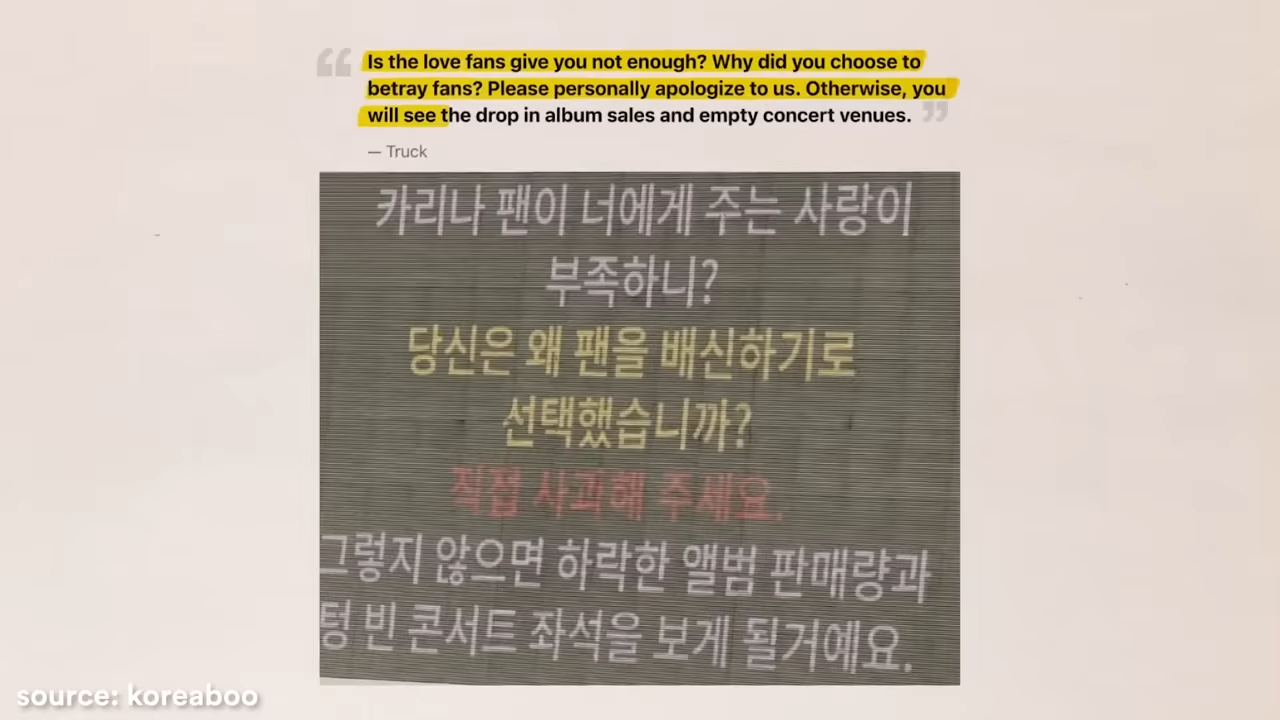 “ Is the love fans give you not enough? Why did you choose to
betray fans? Please personally apologize to us. Otherwise, you
will see the drop in album sales and empty concert venues. ”
— Truck
카리나 팬이 너에게 주는 사랑이
부족하니?
당신은 왜 팬을 배신하기로
선택했습니까?
직접 사과해 주세요.
그렇지 않으면 하락한 앨범 판매량과
텅 빈 콘서트 좌석을 보게 될거예요.
source: koreaboo